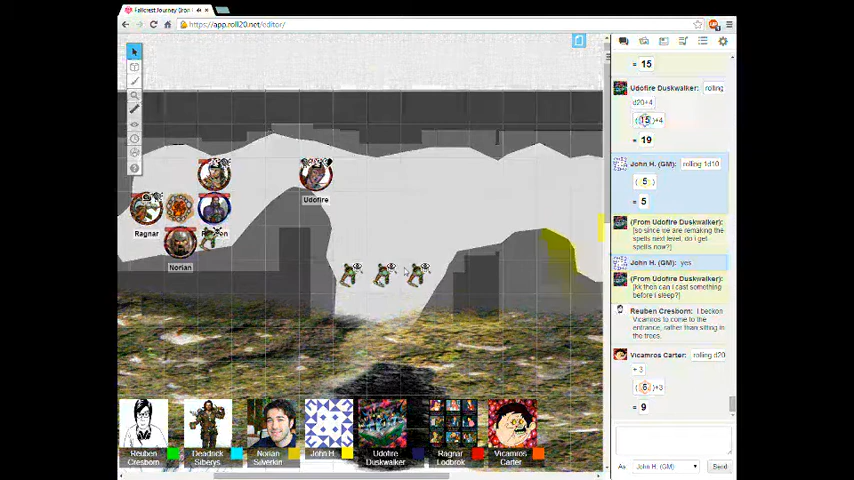 Fallcrest Journey (from
https://app.roll20.net/editor/
= 15
Udofire Duskwalker: rolling
d20+4
(15)+4
= 19
John H. (GM): rolling 1d10
(5)
= 5
(From Udofire Duskwalker):
[so since ire are remaking the
spells next level, do I get
spells now?]
John H. (GM): yes
(From Udofire Duskwalker):
[kk then can I cast something
before I sleep?]
Reuben Cresborn: I beckon
Vicamros to come to the
entrance, rather than sitting in
the trees.
Vicamros Carter: rolling d20
+ 3
(6)+3
= 9
Udofire
Ragnar
Norian
Reuben
Cresborn
Deadrick
Siberys
Norian
Silverkin
John H.
Udofire
Duskwalker
Ragnar
Lodbrok
Vicamros
Carter
As
John H. (GM)
Send